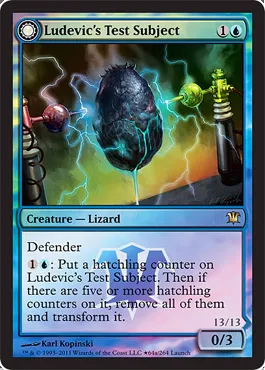 Ludevic's Test Subject 1
Creature — Lizard
Defender
1 : Put a hatchling counter on
Ludevic's Test Subject. Then if
there are five or more hatchling
counters on it, remove all of them
and transform it.
13/13
Karl Kopinski
0/3
™ & © 1993–2011 Wizards of the Coast LLC ★64a/264 Launch